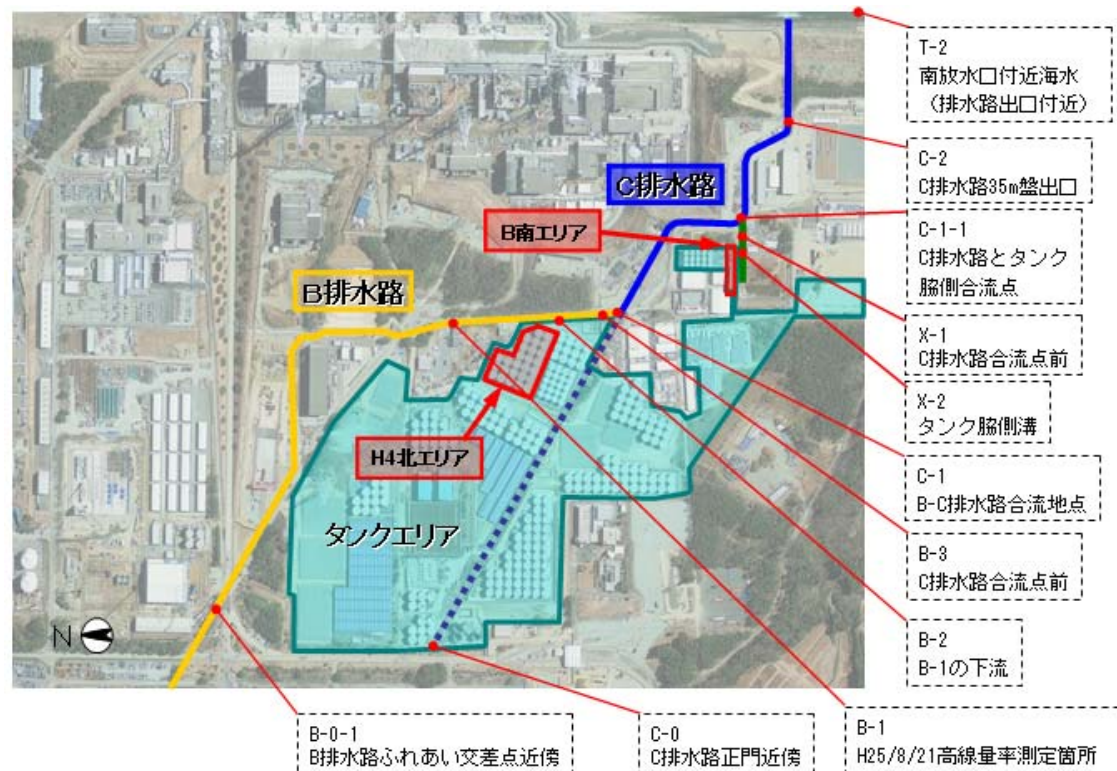 T-2
南放水口付近海水
（排水路出口付近）
C-2
C排水路35m盤出口
C-1-1
C排水路とタンク
脇側合流点
X-1
C排水路合流点前
X-2
タンク脇側溝
C-1
B-C排水路合流地点
B-3
C排水路合流点前
B-2
B-1の下流
B-1
H25/8/21高線量率測定箇所
C排水路
B南エリア
B排水路
H4北エリア
タンクエリア
N
B-0-1
B排水路ふれあい交差点近傍
C-0
C排水路正門近傍